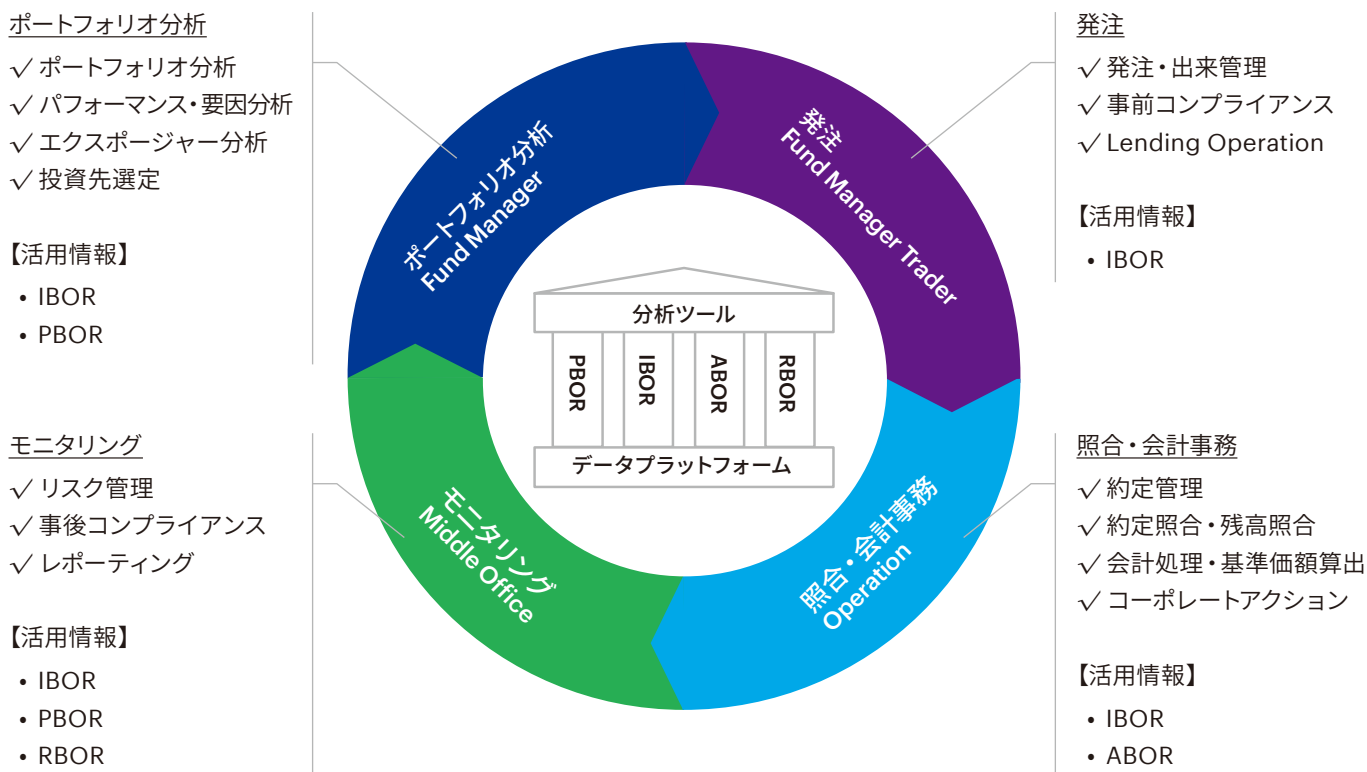 ポートフォリオ分析
✓ ポートフォリオ分析
✓ パフォーマンス・要因分析
✓ エクスポージャー分析
✓ 投資先選定
【活用情報】
• IBOR
• PBOR
発注
✓ 発注・出来管理
✓ 事前コンプライアンス
✓ Lending Operation
【活用情報】
• IBOR
ポートフォリオ分析
Fund Manager
発注
Fund Manager Trader
分析ツール
PBOR
IBOR
ABOR
RBOR
データプラットフォーム
モニタリング
Middle Office
照合・会計事務
Operation
モニタリング
✓ リスク管理
✓ 事後コンプライアンス
✓ レポーティング
【活用情報】
• IBOR
• PBOR
• RBOR
照合・会計事務
✓ 約定管理
✓ 約定照合・残高照合
✓ 会計処理・基準価額算出
✓ コーポレートアクション
【活用情報】
• IBOR
• ABOR